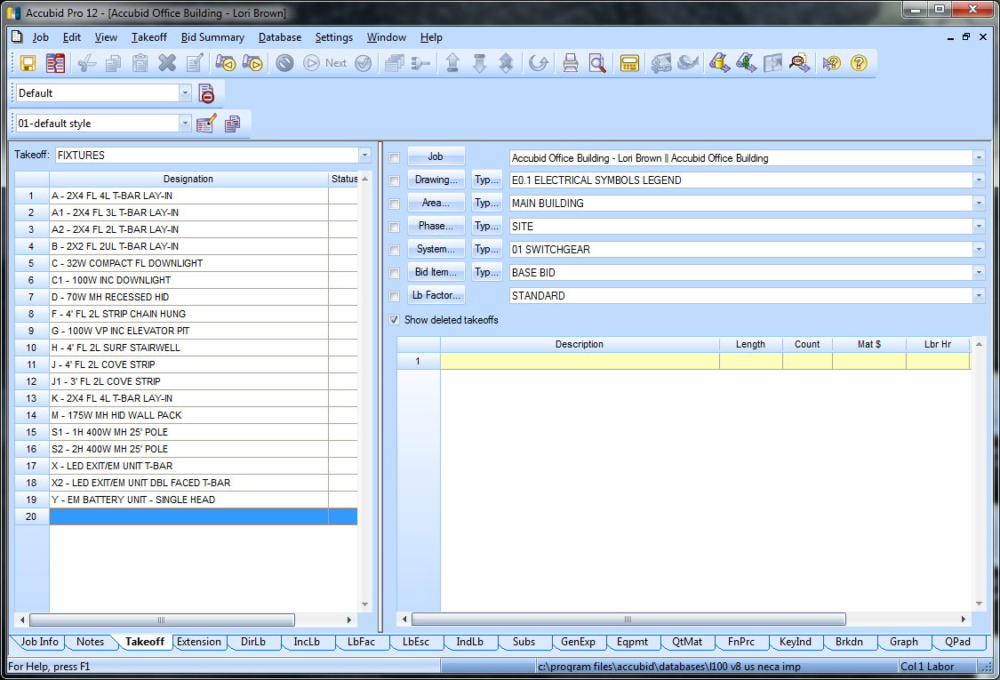 Accubid Pro 12 - [Accubid Office Building - Lori Brown]
Job Edit View Takeoff Bid Summary Database Settings Window Help
Next
Default
01-default style
Takeoff: FIXTURES
Designation Status
1 A - 2X4 FL 4L T-BAR LAY-IN
2 A1 - 2X4 FL 3L T-BAR LAY-IN
3 A2 - 2X4 FL 2L T-BAR LAY-IN
4 B - 2X2 FL 2UL T-BAR LAY-IN
5 C - 32W COMPACT FL DOWNLIGHT
6 C1 - 100W INC DOWNLIGHT
7 D - 70W MH RECESSED HID
8 F - 4' FL 2L STRIP CHAIN HUNG
9 G - 100W VP INC ELEVATOR PIT
10 H - 4' FL 2L SURF STAIRWELL
11 J - 4' FL 2L COVE STRIP
12 J1 - 3' FL 2L COVE STRIP
13 K - 2X4 FL 4L T-BAR LAY-IN
14 M - 175W MH HID WALL PACK
15 S1 - 1H 400W MH 25' POLE
16 S2 - 2H 400W MH 25' POLE
17 X - LED EXIT/EM UNIT T-BAR
18 X2 - LED EXIT/EM UNIT DBL FACED T-BAR
19 Y - EM BATTERY UNIT - SINGLE HEAD
20
Job Accubid Office Building - Lori Brown Accubid Office Building
Drawing... Typ... E0.1 ELECTRICAL SYMBOLS LEGEND
Area... Typ... MAIN BUILDING
Phase... Typ... SITE
System... Typ... 01 SWITCHGEAR
Bid Item... Typ... BASE BID
Lb Factor... STANDARD
Show deleted takeoffs
Description Length Count Mat $ Lbr Hr
1
Job Info Notes Takeoff Extension DirLb IncLb LbFac LbEsc IndLb Subs GenExp Eqpmt QtMat FnPrc KeyInd Brkdn Graph QPad
For Help, press F1 c:\program files\accubid\databases\l100 v8 us neca imp Col 1 Labor